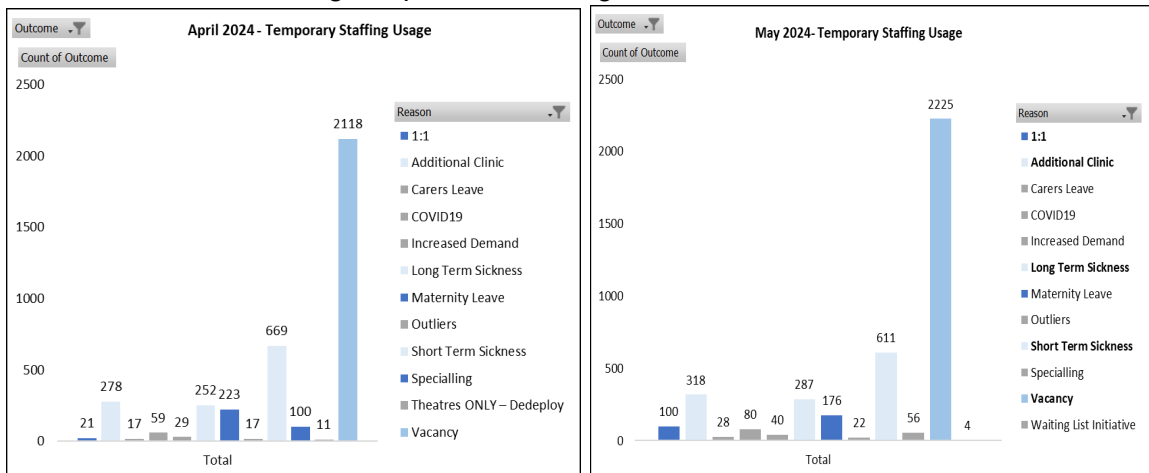 Outcome
April 2024 - Temporary Staffing Usage
Count of Outcome
2500
2000
1500
1000
500
0
21
278
17
59
29
252
223
17
669
100
11
2118
Total
Reason
1:1
Additional Clinic
Carers Leave
COVID19
Increased Demand
Long Term Sickness
Maternity Leave
Outliers
Short Term Sickness
Specialling
Theatres ONLY – Dedeploy
Vacancy
Outcome
May 2024- Temporary Staffing Usage
Count of Outcome
2500
2000
1500
1000
500
0
100
318
28
80
40
287
176
22
611
56
2225
4
Total
Reason
1:1
Additional Clinic
Carers Leave
COVID19
Increased Demand
Long Term Sickness
Maternity Leave
Outliers
Short Term Sickness
Specialling
Vacancy
Waiting List Initiative